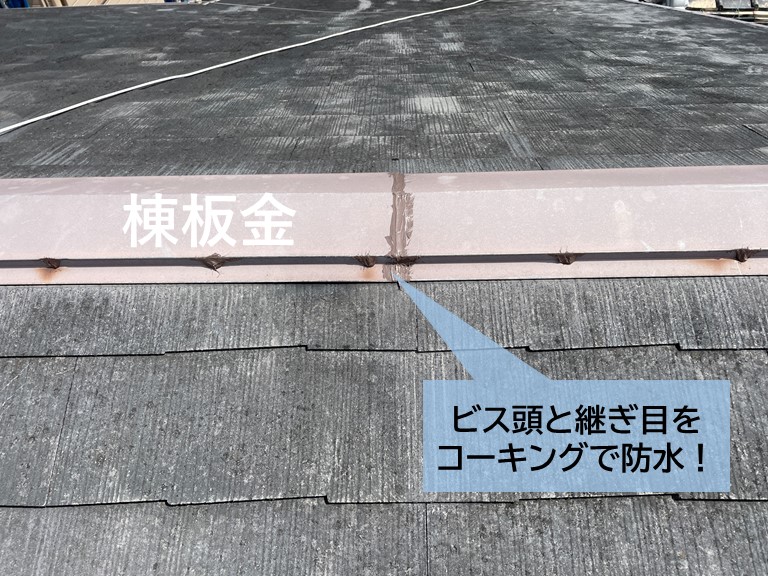 棟板金
ビス頭と継ぎ目を
コーキングで防水！